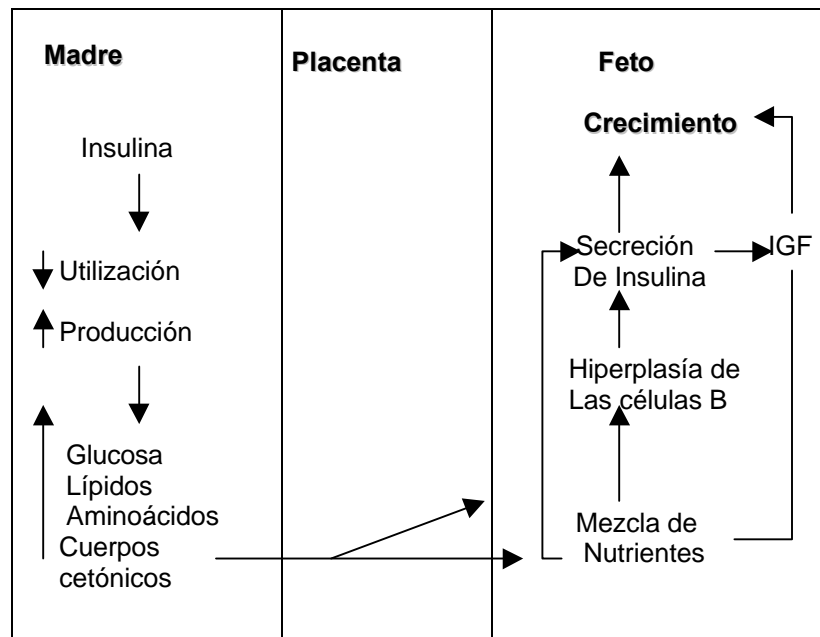 Madre
Insulina
Utilización
Producción
Glucosa
Lípidos
Aminoácidos
Cuerpos
cetónicos
Placenta
Feto
Crecimiento
Secreción
De Insulina
IGF
Hiperplasía de
Las células B
Mezcla de
Nutrientes